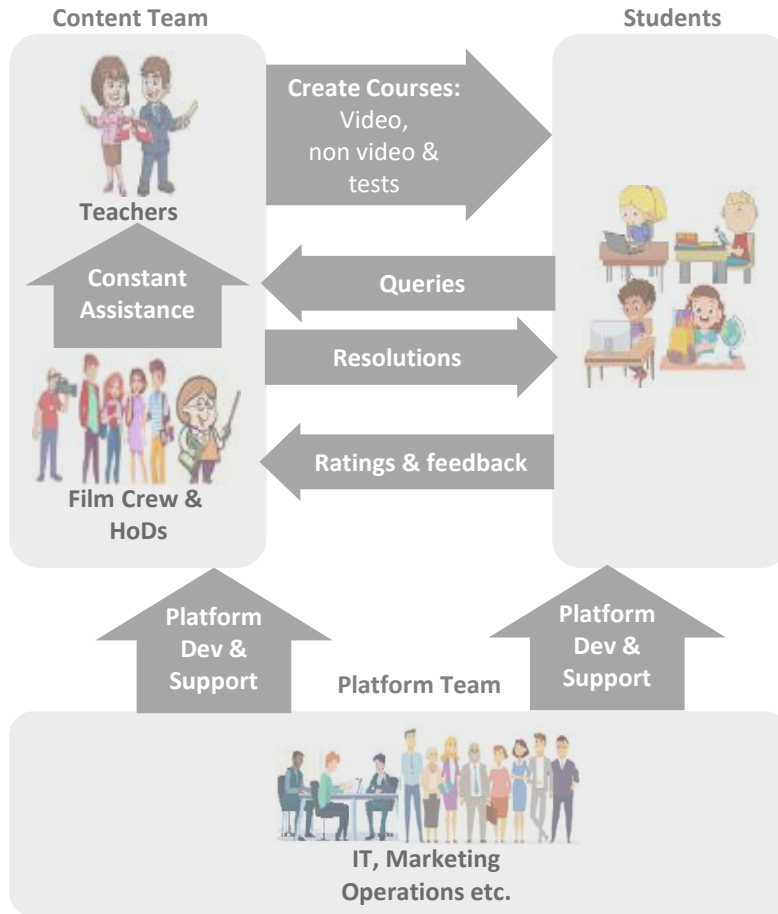 Content Team
Students
Create Courses:
Video,
non video &
tests
Teachers
Constant
Assistance
Queries
Resolutions
Ratings & feedback
Film Crew &
HoDs
Platform
Dev &
Support
Platform
Dev &
Support
Platform Team
IT, Marketing
Operations etc.